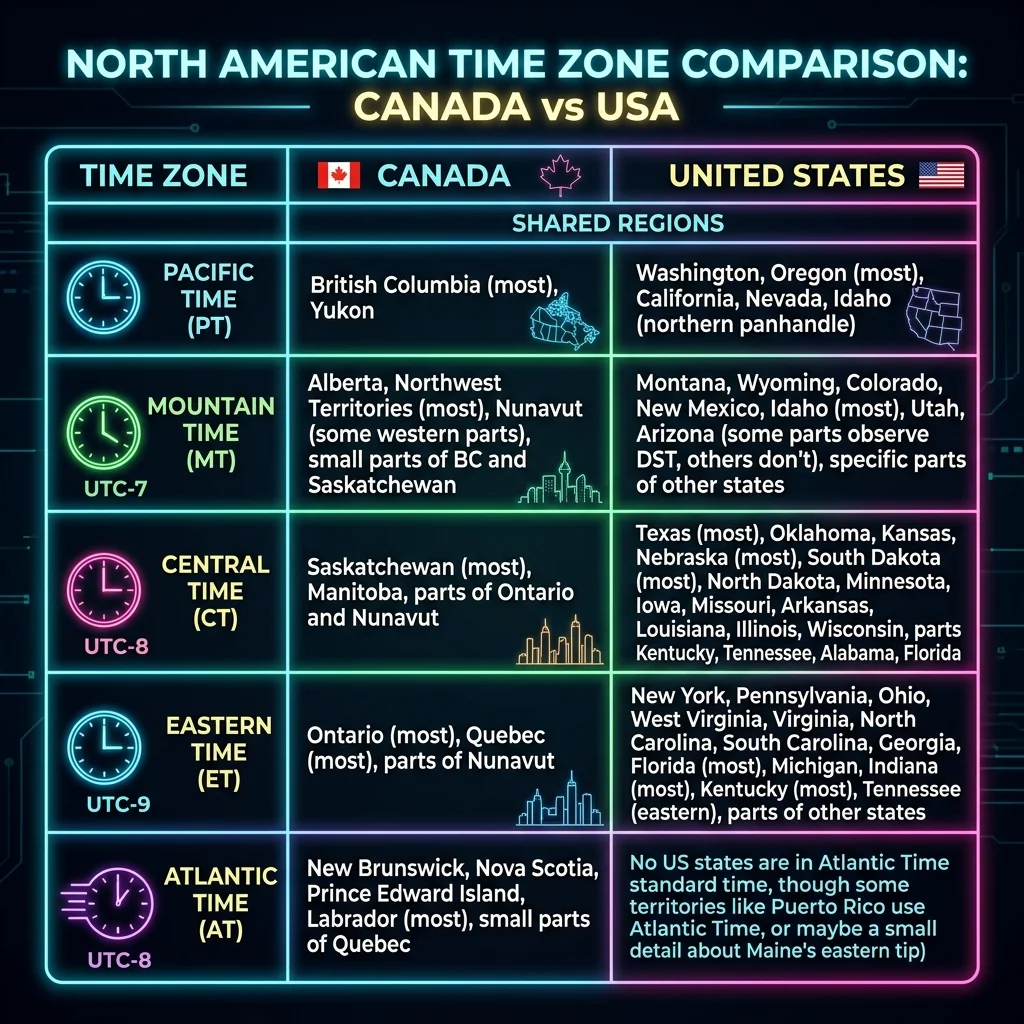 NORTH AMERICAN TIME ZONE COMPARISON:
CANADA vs USA
TIME ZONE
CANADA
UNITED STATES
SHARED REGIONS
PACIFIC
TIME
(PT)
British Columbia (most),
Yukon
Washington, Oregon (most),
California, Nevada, Idaho
(northern panhandle)
MOUNTAIN
TIME
(MT)
UTC-7
Alberta, Northwest
Territories (most), Nunavut
(some western parts),
small parts of BC and
Saskatchewan
Montana, Wyoming, Colorado,
New Mexico, Idaho (most), Utah,
Arizona (some parts observe
DST, others don't), specific parts
of other states
CENTRAL
TIME
(CT)
UTC-8
Saskatchewan (most),
Manitoba, parts of Ontario
and Nunavut
Texas (most), Oklahoma, Kansas,
Nebraska (most), South Dakota
(most), North Dakota, Minnesota,
Iowa, Missouri, Arkansas,
Louisiana, Illinois, Wisconsin, parts
Kentucky, Tennessee, Alabama, Florida
EASTERN
TIME
(ET)
UTC-9
Ontario (most), Quebec
(most), parts of Nunavut
New York, Pennsylvania, Ohio,
West Virginia, Virginia, North
Carolina, South Carolina, Georgia,
Florida (most), Michigan, Indiana
(most), Kentucky (most), Tennessee
(eastern), parts of other states
ATLANTIC
TIME
(AT)
UTC-8
New Brunswick, Nova Scotia,
Prince Edward Island,
Labrador (most), small parts
of Quebec
No US states are in Atlantic Time
standard time, though some
territories like Puerto Rico use
Atlantic Time, or maybe a small
detail about Maine's eastern tip)